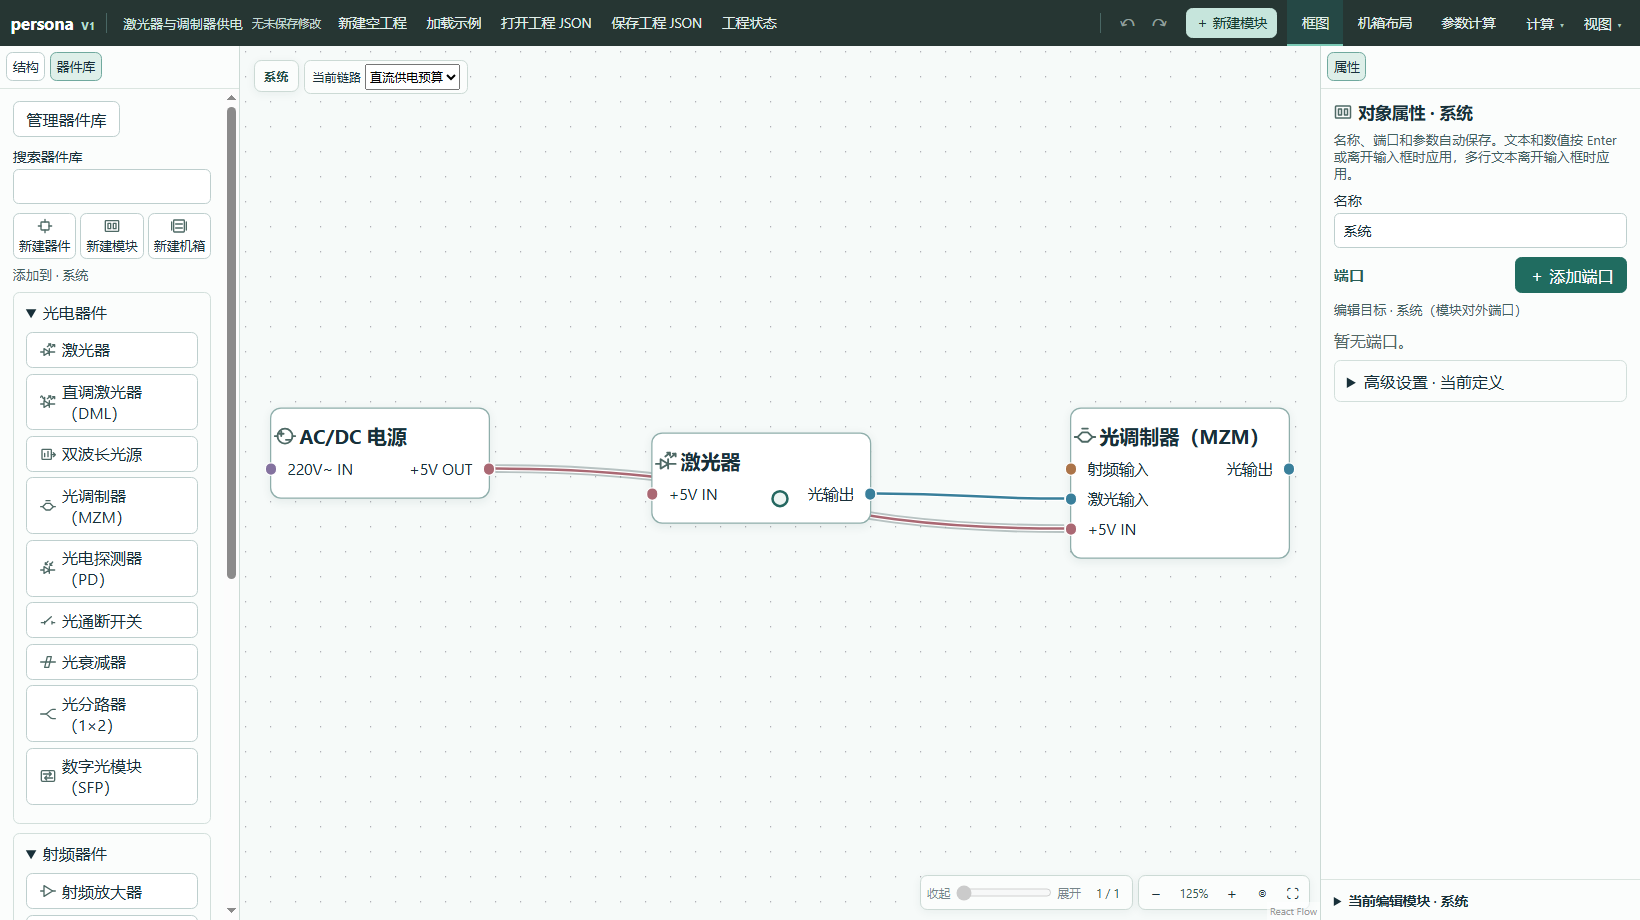 persona V1 激光器与调制器供电 无未保存修改 新建空工程 加载示例 打开工程 JSON 保存工程 JSON 工程状态 + 新建模块 框图 机箱布局 参数计算 计算 视图
结构 器件库
管理器件库
搜索器件库
新建器件 新建模块 新建机箱
添加到 · 系统
光电器件
激光器
直调激光器
(DML)
双波长光源
光调制器
(MZM)
光电探测器
(PD)
光通断开关
光衰减器
光分路器
(1×2)
数字光模块
(SFP)
射频器件
射频放大器
系统 当前链路 直流供电预算
AC/DC 电源
220V~ IN +5V OUT
激光器
+5V IN 光输出
光调制器（MZM）
射频输入 光输出
激光输入
+5V IN
收起 展开 1 / 1
− 125% +
React Flow
属性
对象属性 · 系统
名称、端口和参数自动保存。文本和数值按 Enter
或离开输入框时应用，多行文本离开输入框时应
用。
名称
系统
端口 + 添加端口
编辑目标 · 系统（模块对外端口）
暂无端口。
高级设置 · 当前定义
当前编辑模块 · 系统